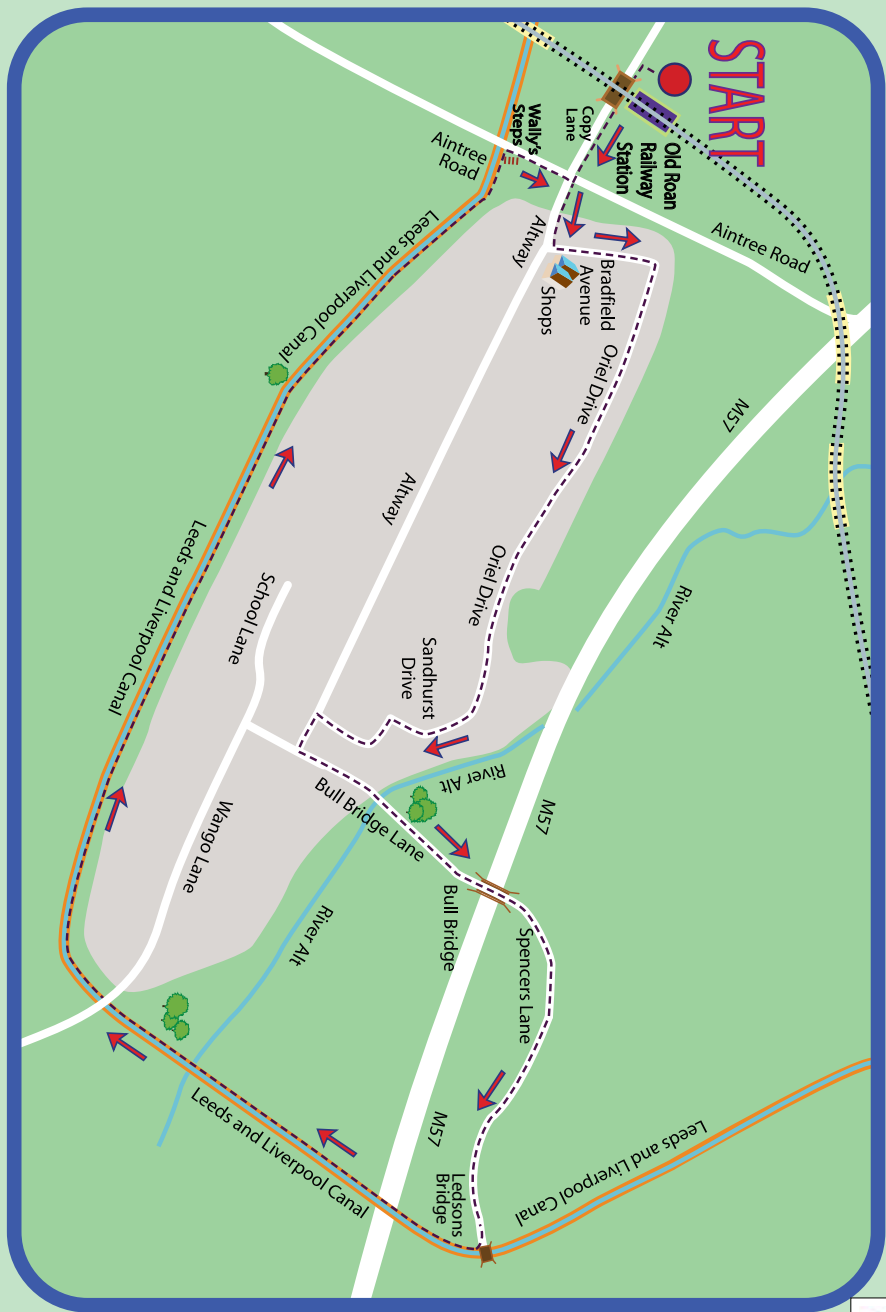 START
Old Roan
Railway
Station
Copy
Lane
Wally's
Steps
Aintree
Road
Aintree Road
Altway
Bradfield
Avenue
Shops
Leeds and Liverpool Canal
Oriel Drive
M57
Altway
Oriel Drive
River Alt
Leeds and Liverpool Canal
School Lane
Sandhurst
Drive
River Alt
Bull Bridge Lane
M57
Wango Lane
Bull Bridge
River Alt
Spencers Lane
Leeds and Liverpool Canal
M57
Ledsons
Bridge
Leeds and Liverpool Canal